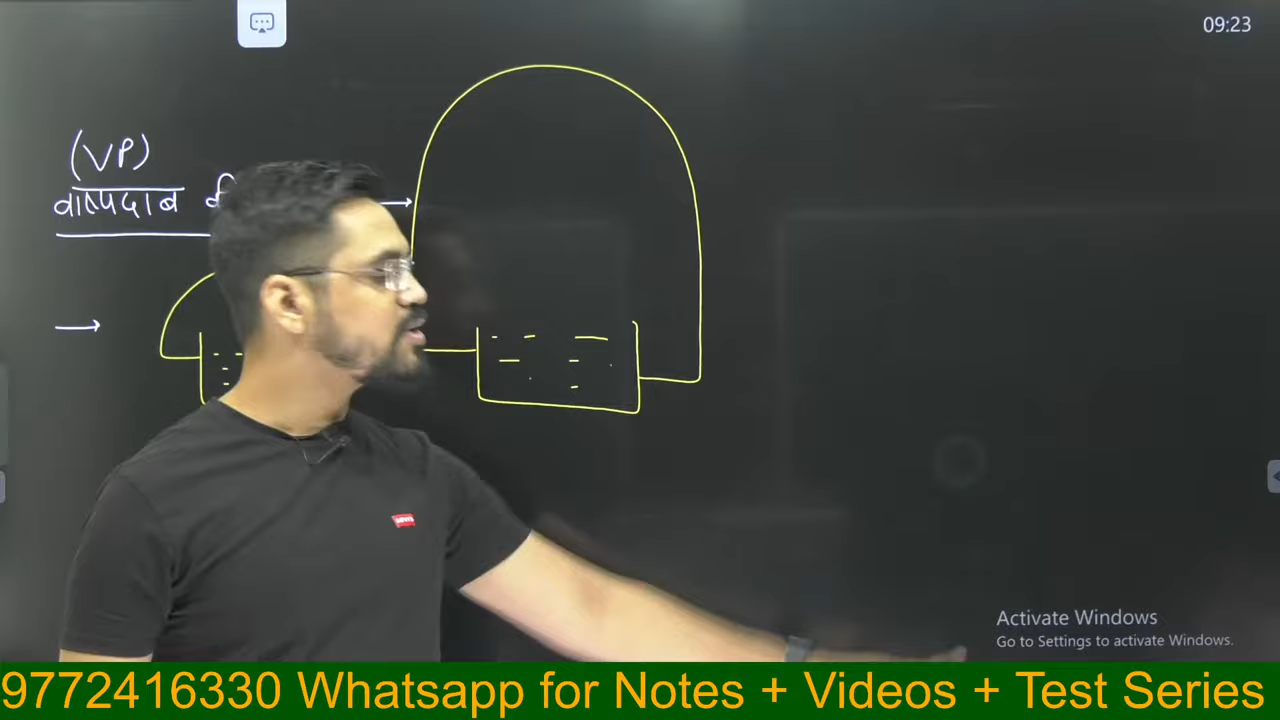 09:23
(VP)
वाष्पदाब
Activate Windows
Go to Settings to activate Windows.
9772416330 Whatsapp for Notes + Videos + Test Series